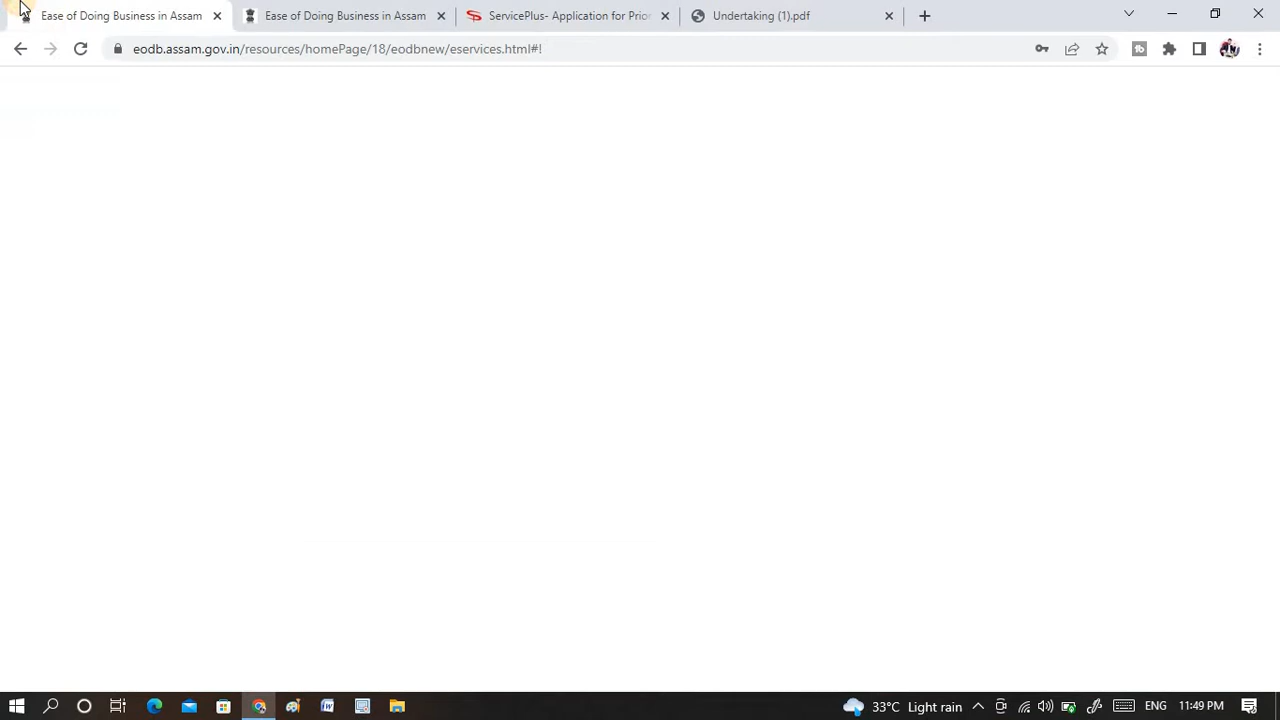 Ease of Doing Business in Assam
Ease of Doing Business in Assam
ServicePlus- Application for Prior
Undertaking (1).pdf
eodb.assam.gov.in/resources/homePage/18/eodbnew/eservices.html#!
33°C Light rain
ENG
11:49 PM